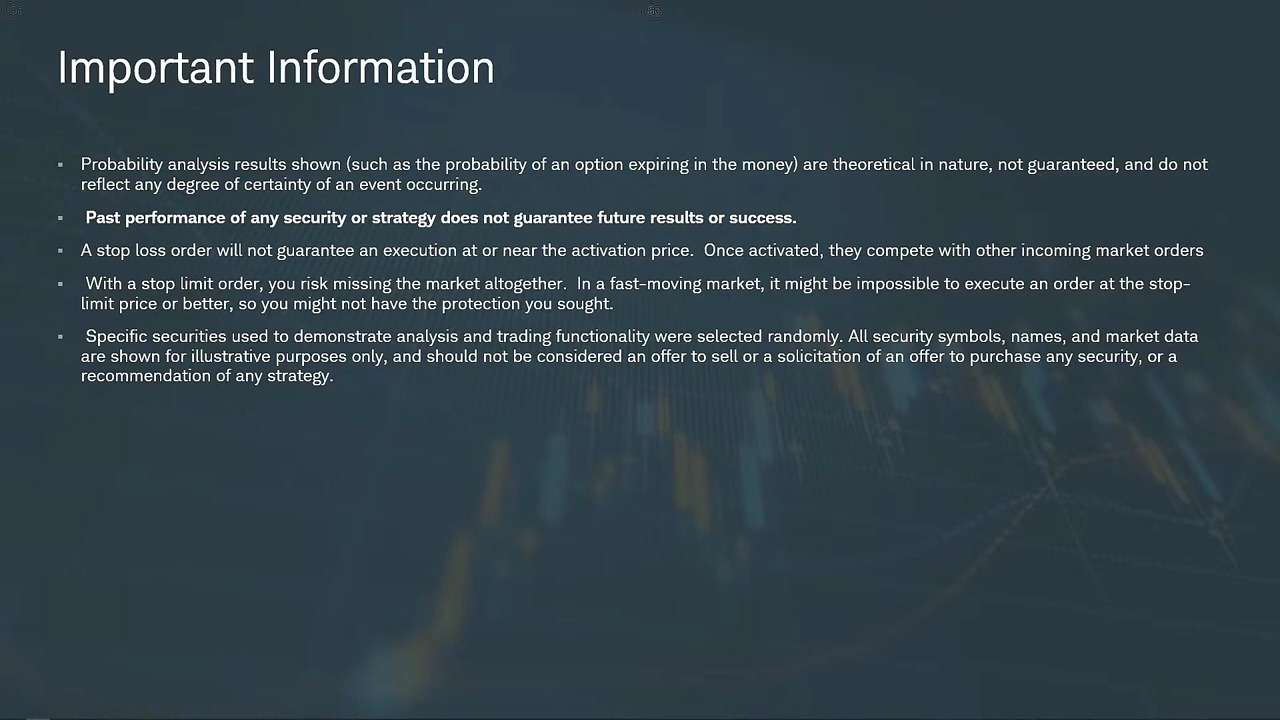 Important Information
▪ Probability analysis results shown (such as the probability of an option expiring in the money) are theoretical in nature, not guaranteed, and do not
reflect any degree of certainty of an event occurring.
▪ Past performance of any security or strategy does not guarantee future results or success.
▪ A stop loss order will not guarantee an execution at or near the activation price.  Once activated, they compete with other incoming market orders
▪ With a stop limit order, you risk missing the market altogether.  In a fast-moving market, it might be impossible to execute an order at the stop-
limit price or better, so you might not have the protection you sought.
▪ Specific securities used to demonstrate analysis and trading functionality were selected randomly. All security symbols, names, and market data
are shown for illustrative purposes only, and should not be considered an offer to sell or a solicitation of an offer to purchase any security, or a
recommendation of any strategy.